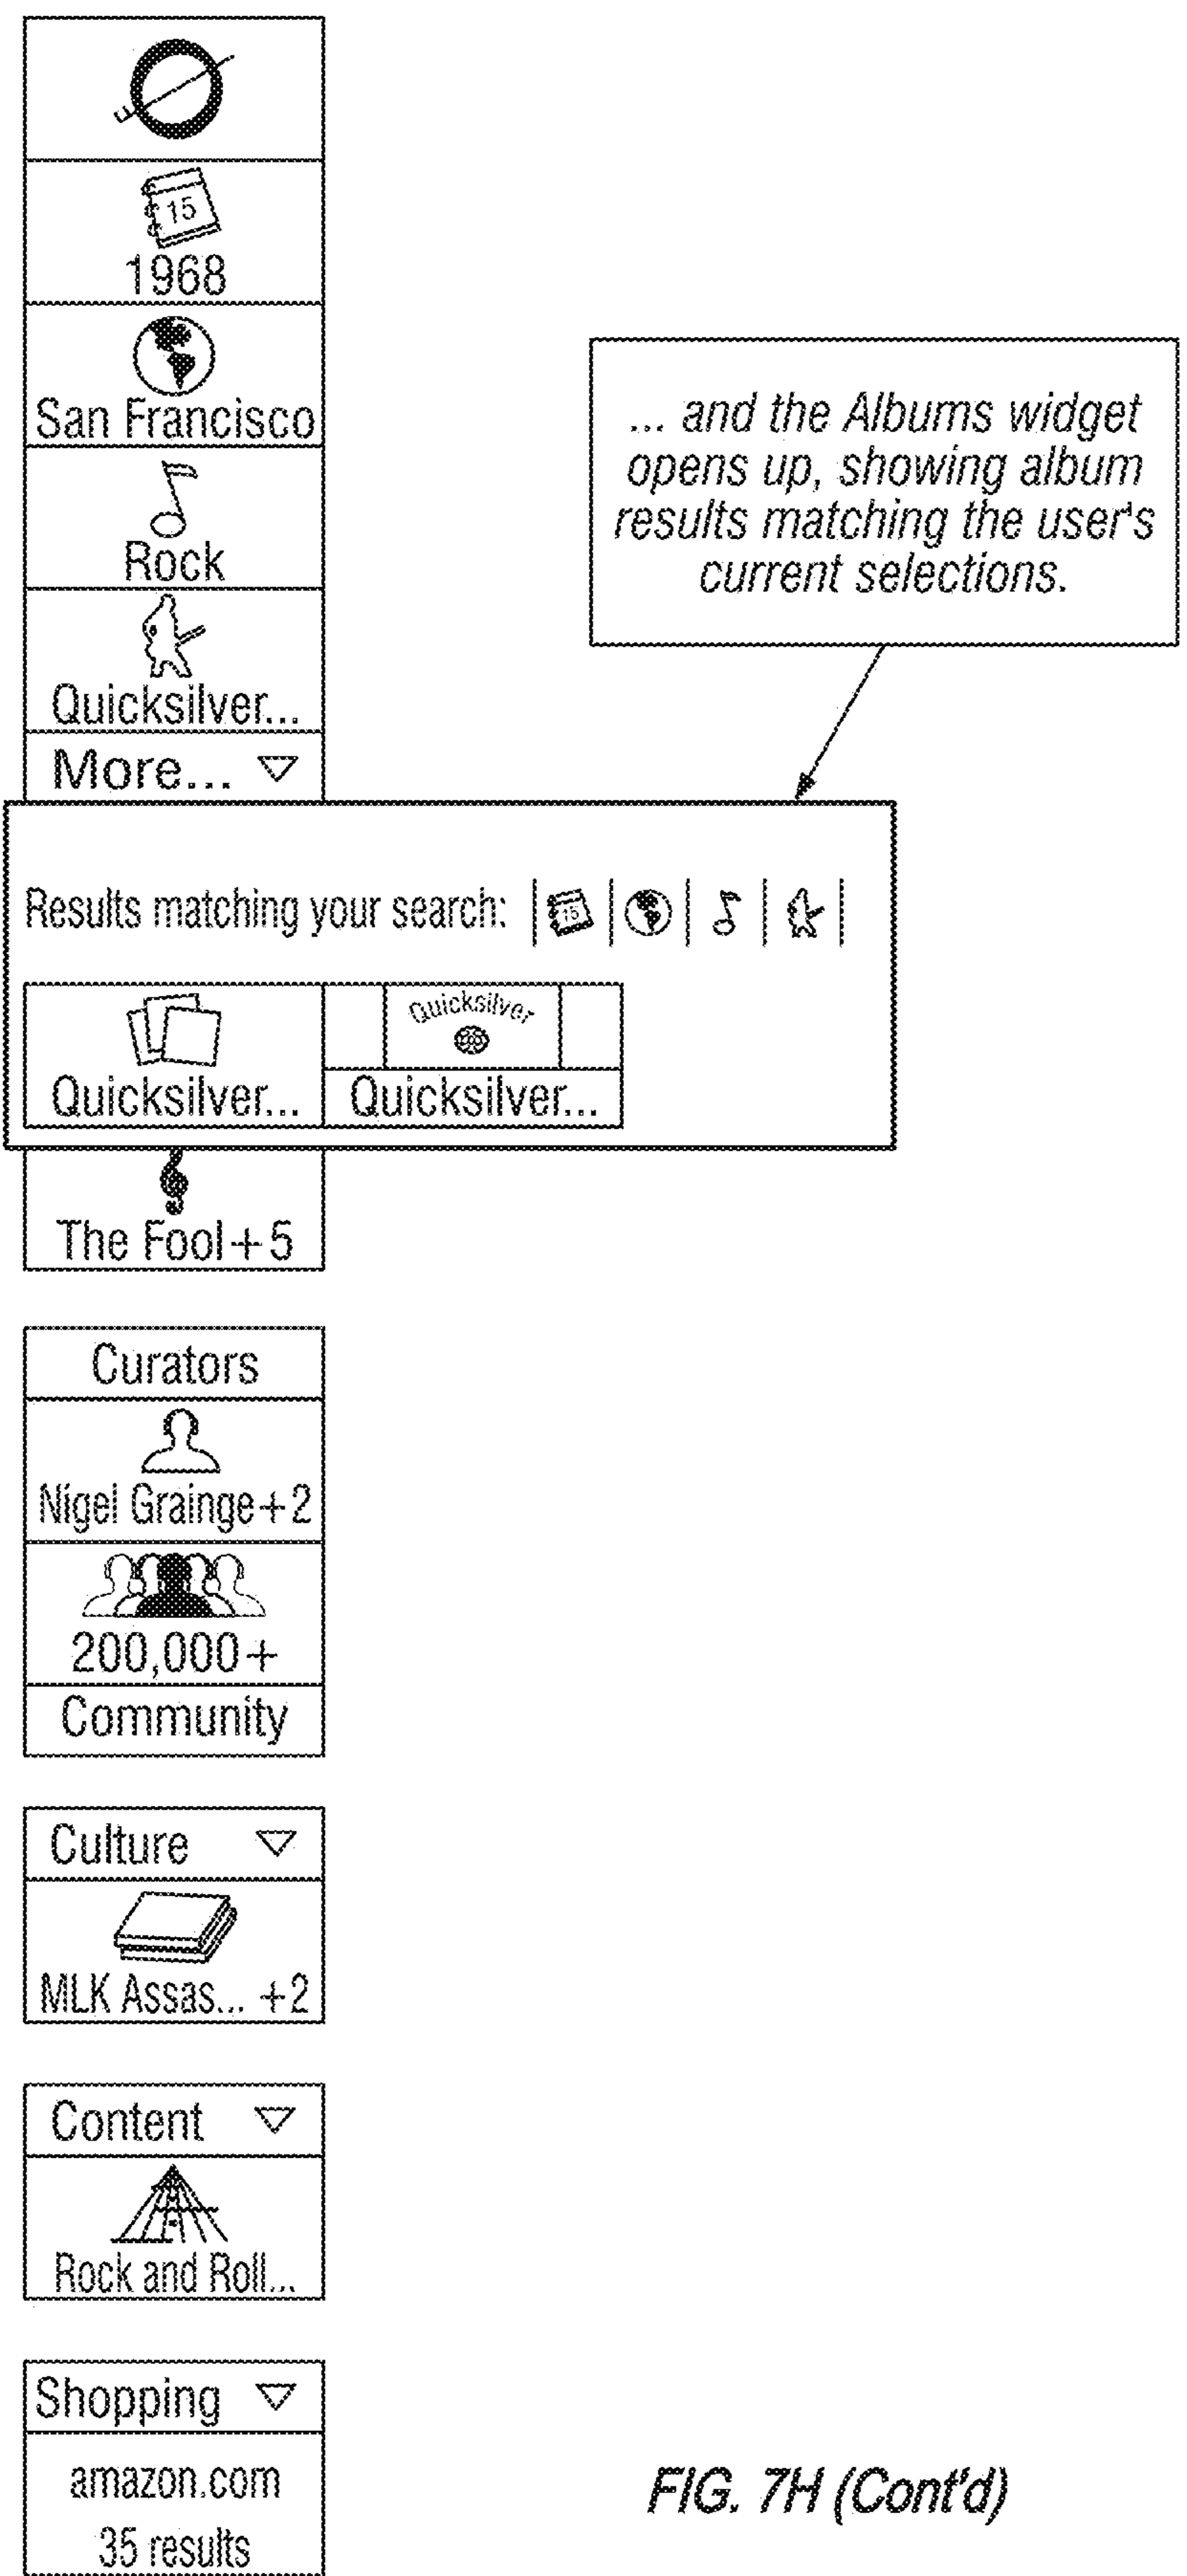 15
1968
San Francisco
Rock
Quicksilver...
More...
... and the Albums widget
opens up, showing album
results matching the user's
current selections.
Results matching your search:
15
Quicksilver...
Quicksilver
Quicksilver...
The Fool+5
Curators
Nigel Grainge+2
200,000+
Community
Culture
MLK Assas... +2
Content
Rock and Roll...
Shopping
amazon.com
35 results
FIG. 7H (Cont'd)